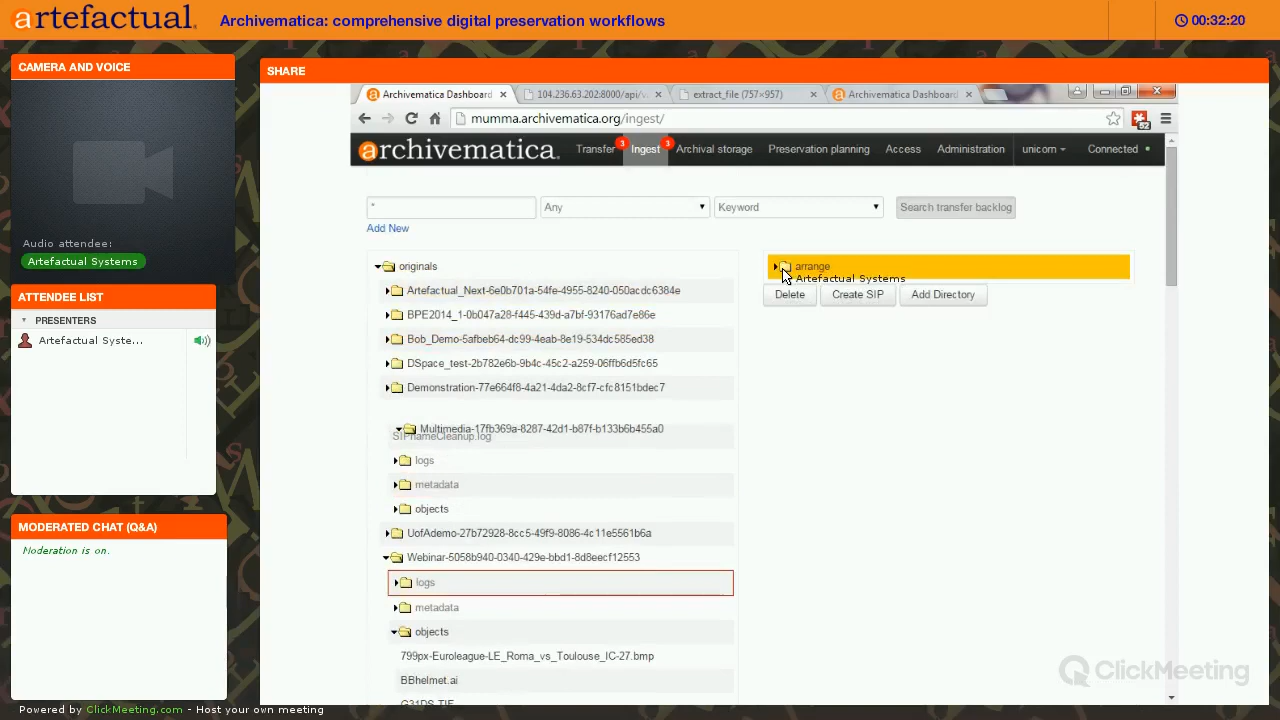 artefactual
Archivematica: comprehensive digital preservation workflows
00:32:20
CAMERA AND VOICE
Audio attendee:
Artefactual Systems
ATTENDEE LIST
PRESENTERS
Artefactual Syste...
MODERATED CHAT (Q&A)
Noderation is on.
SHARE
Archivematica Dashboard
104.236.63.202:8000/api/v
extract_file (757×957)
Archivematica Dashboard
mumma.archivematica.org/ingest/
archivematica
Transfer 3
Ingest 3
Archival storage
Preservation planning
Access
Administration
unicorn
Connected
*
Any
Keyword
Search transfer backlog
Add New
originals
Artefactual_Next-6e0b701a-54fe-4955-8240-050acdc6384e
BPE2014_1-0b047a28-f445-439d-a7bf-93176ad7e86e
Bob_Demo-5afbeb64-dc99-4eab-8e19-534dc585ed38
DSpace_test-2b782e6b-9b4c-45c2-a259-06ffb6d5fc65
Demonstration-77e664f8-4a21-4da2-8cf7-cfc8151bdec7
Multimedia-17fb369a-8287-42d1-b87f-b133b6b455a0
SIPnameCleanup.log
logs
metadata
objects
UofAdemo-27b72928-8cc5-49f9-8086-4c11e5561b6a
Webinar-5058b940-0340-429e-bbd1-8d8eecf12553
logs
metadata
objects
799px-Euroleague-LE_Roma_vs_Toulouse_IC-27.bmp
BBhelmet.ai
G31DS.TIF
arrange
Artefactual Systems
Delete
Create SIP
Add Directory
ClickMeeting
Powered by ClickMeeting.com - Host your own meeting